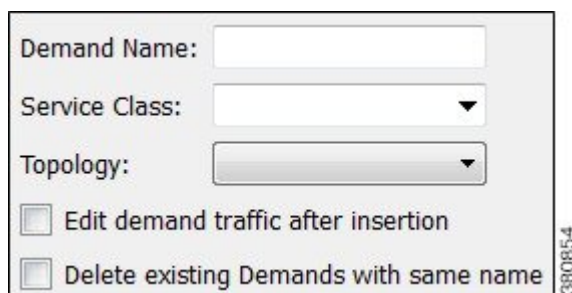 Demand Name:
Service Class:
Topology:
Edit demand traffic after insertion
Delete existing Demands with same name
380854